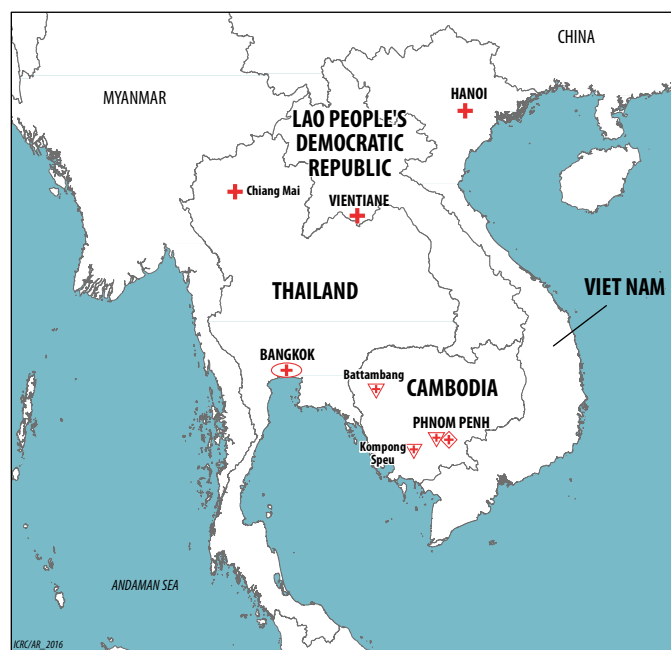 CHINA
MYANMAR
HANOI
LAO PEOPLE'S
DEMOCRATIC
REPUBLIC
Chiang Mai
VIENTIANE
THAILAND
VIET NAM
BANGKOK
Battambang
CAMBODIA
PHNOM PENH
Kompong
Speu
ANDAMAN SEA
ICRC/AR_2016